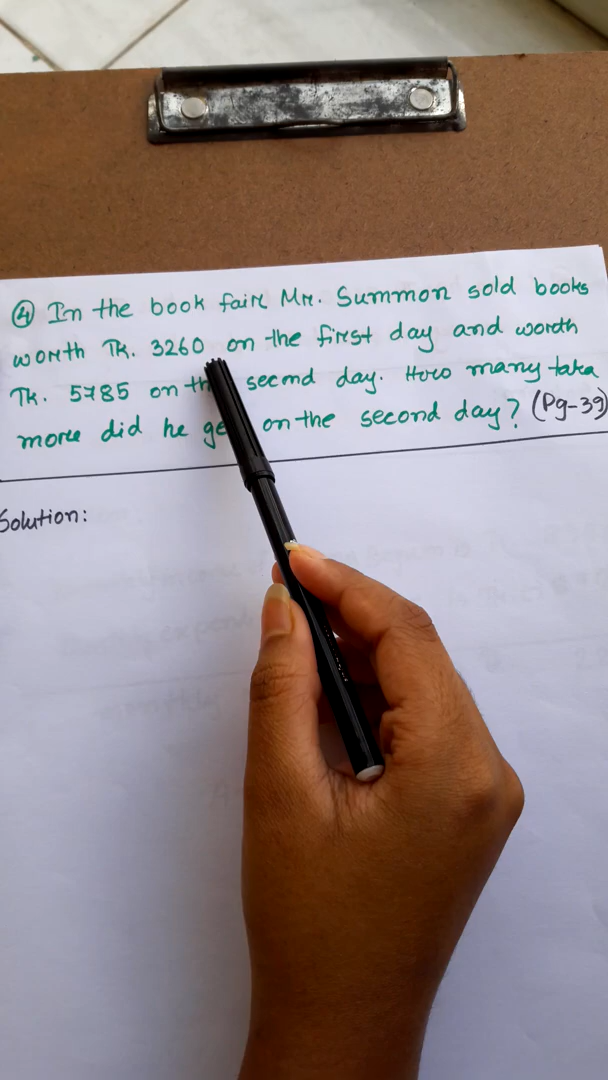 ④ In the book fair Mr. Summon sold books
worth Tk. 3260 on the first day and worth
Tk. 5785 on second day. How many taka
more did he on the second day? (Pg-39)
Solution: